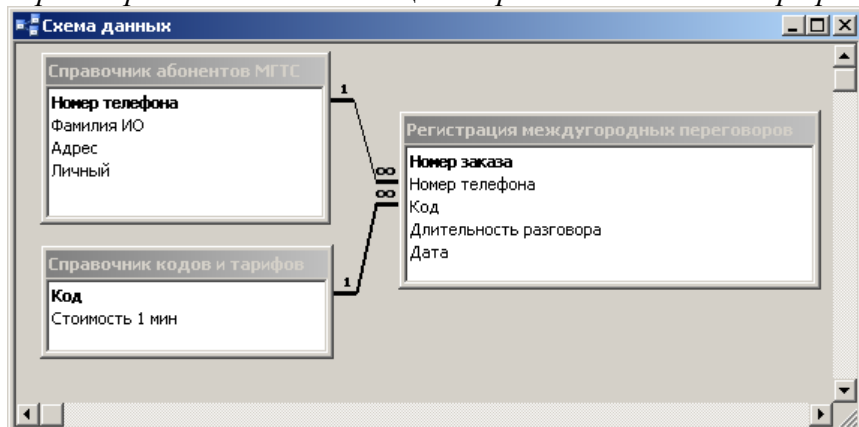 Схема данных
Справочник абонентов МГТС
Номер телефона
Фамилия ИО
Адрес
Личный
1
∞
∞
Регистрация междугородных переговоров
Номер заказа
Номер телефона
Код
Длительность разговора
Дата
Справочник кодов и тарифов
1
Код
Стоимость 1 мин